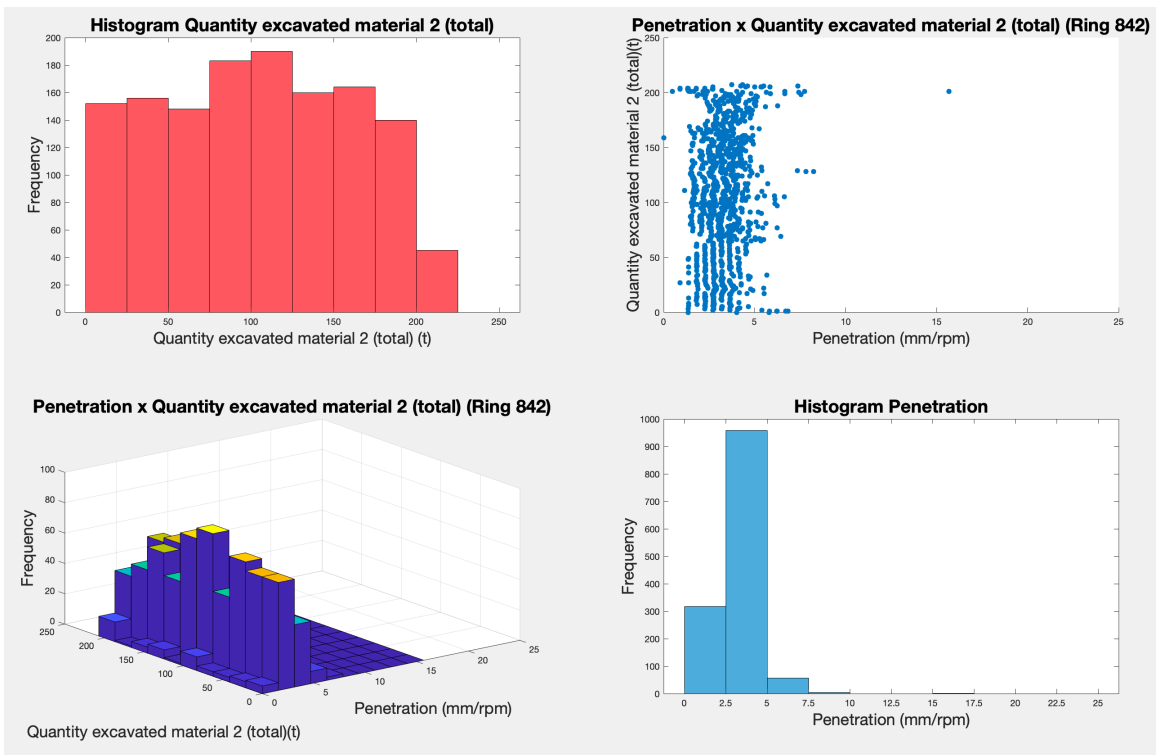 Histogram Quantity excavated material 2 (total)
200
180
160
140
120
100
80
60
40
20
0
Frequency
0 50 100 150 200 250
Quantity excavated material 2 (total) (t)
Penetration x Quantity excavated material 2 (total) (Ring 842)
250
200
150
100
50
0
Quantity excavated material 2 (total)(t)
0 5 10 15 20 25
Penetration (mm/rpm)
Penetration x Quantity excavated material 2 (total) (Ring 842)
100
80
60
40
20
0
Frequency
250
200
150
100
50
0
0
5
10
15
20
25
Penetration (mm/rpm)
Quantity excavated material 2 (total)(t)
Histogram Penetration
1000
900
800
700
600
500
400
300
200
100
0
Frequency
0 2.5 5 7.5 10 12.5 15 17.5 20 22.5 25
Penetration (mm/rpm)